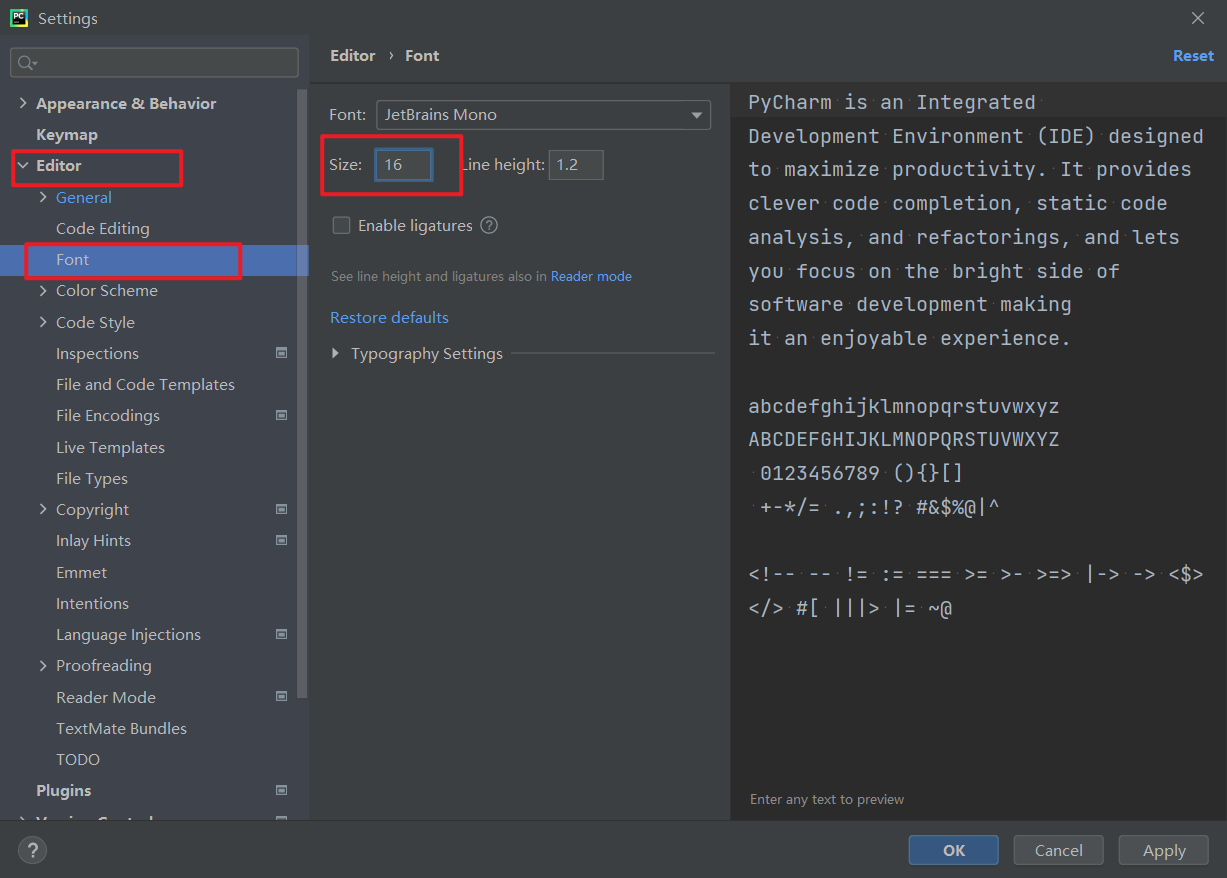 PC
Settings
Appearance & Behavior
Keymap
Editor
General
Code Editing
Font
Color Scheme
Code Style
Inspections
File and Code Templates
File Encodings
Live Templates
File Types
Copyright
Inlay Hints
Emmet
Intentions
Language Injections
Proofreading
Reader Mode
TextMate Bundles
TODO
Plugins
Version Control
Editor › Font
Reset
Font: JetBrains Mono
Size: 16 Line height: 1.2
Enable ligatures ?
See line height and ligatures also in Reader mode
Restore defaults
Typography Settings
PyCharm is an Integrated
Development Environment (IDE) designed
to maximize productivity. It provides
clever code completion, static code
analysis, and refactorings, and lets
you focus on the bright side of
software development making
it an enjoyable experience.
abcdefghijklmnopqrstuvwxyz
ABCDEFGHIJKLMNOPQRSTUVWXYZ
0123456789 (){}[]
+-*/= .,;:!? #&$%@|^
<!-- -- != := === >= >- >=> |-> -> <$>
</> #[ |||> |= ~@
Enter any text to preview
?
OK
Cancel
Apply